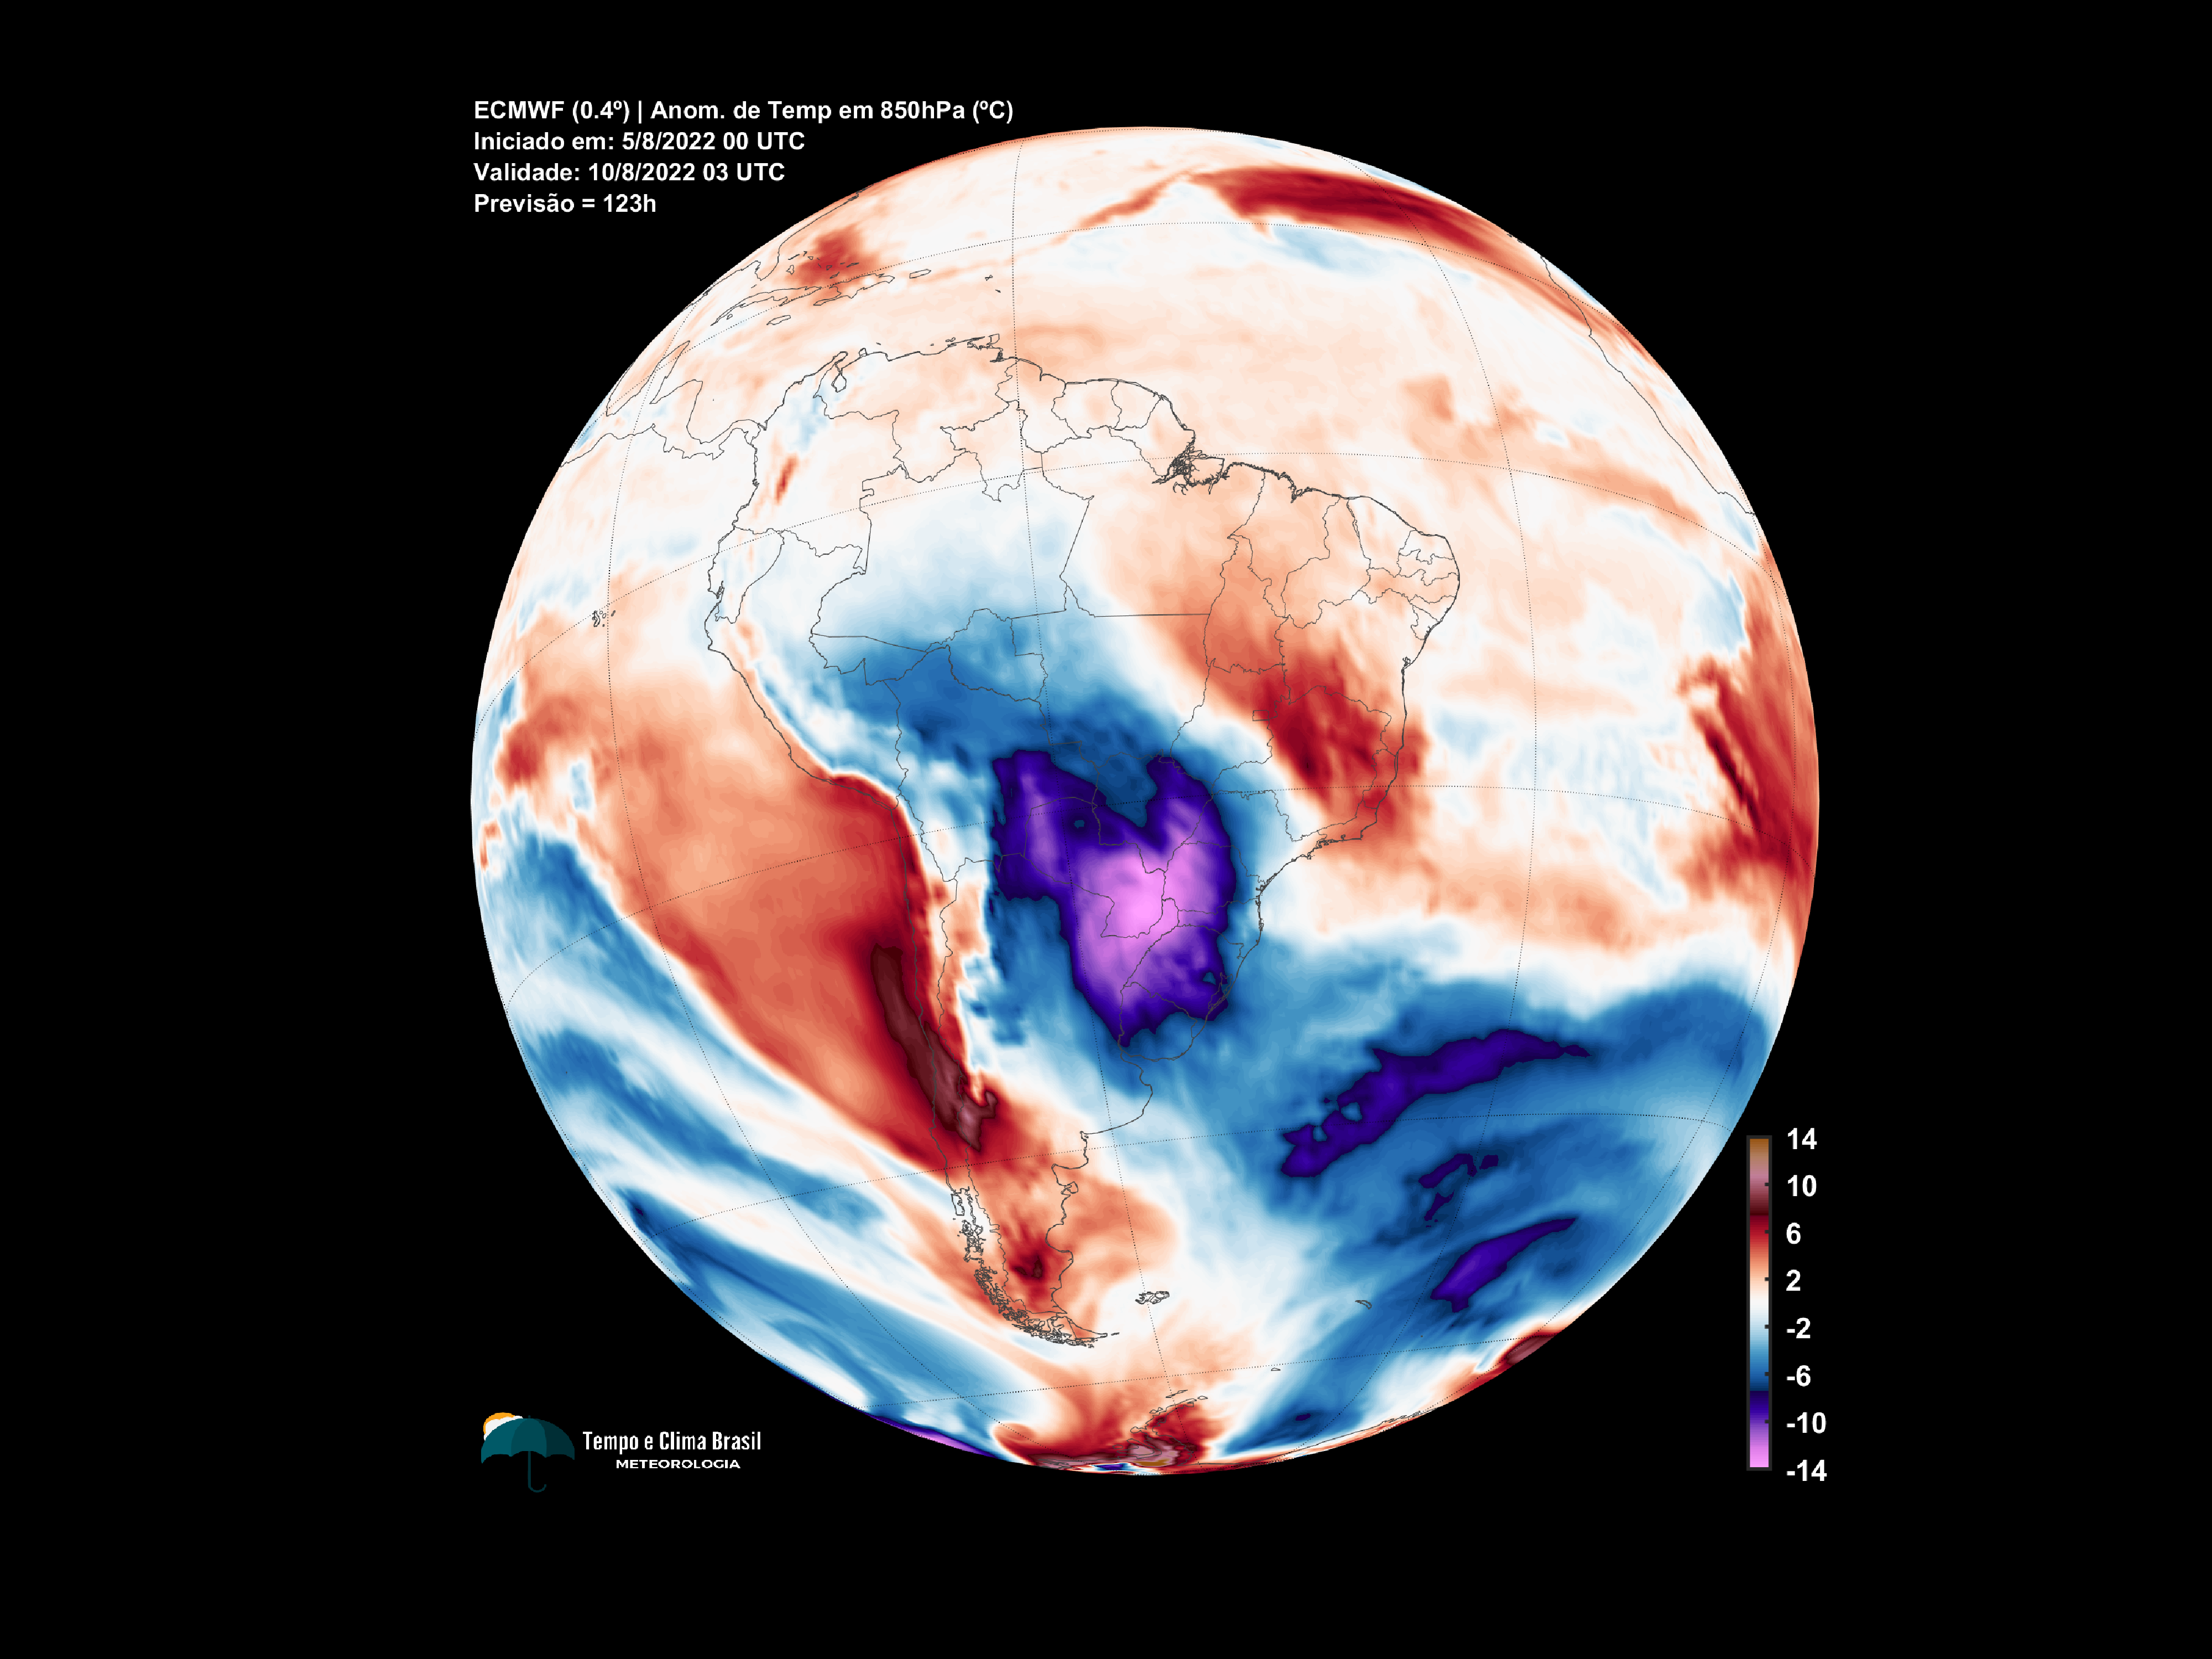 ECMWF (0.4º) | Anom. de Temp em 850hPa (ºC)
Iniciado em: 5/8/2022 00 UTC
Validade: 10/8/2022 03 UTC
Previsão = 123h
14
10
6
2
-2
-6
-10
-14
Tempo e Clima Brasil
METEOROLOGIA